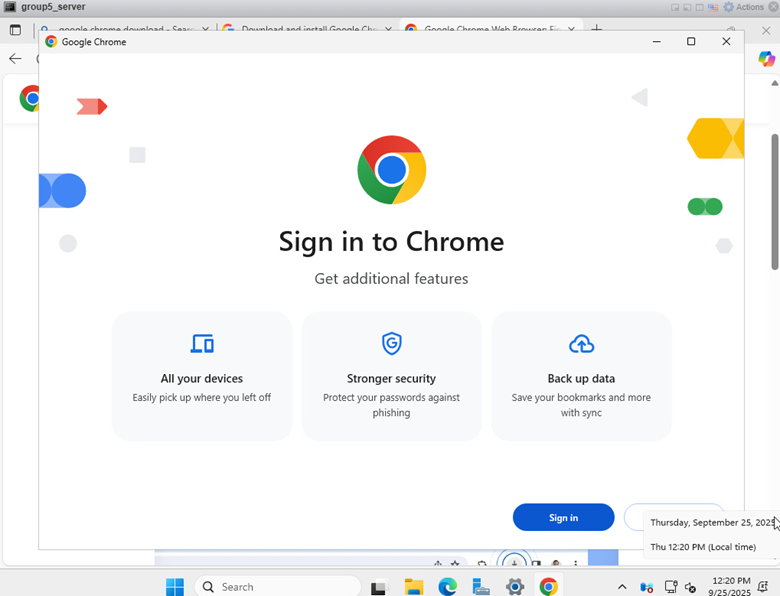 group5_server
Actions
google chrome download - Sear
Download and install Google Ch
Google Chrome Web Browser: Fi
Google Chrome
Sign in to Chrome
Get additional features
All your devices
Easily pick up where you left off
Stronger security
Protect your passwords against
phishing
Back up data
Save your bookmarks and more
with sync
Sign in
Thursday, September 25, 2025
Thu 12:20 PM (Local time)
Search
12:20 PM
9/25/2025